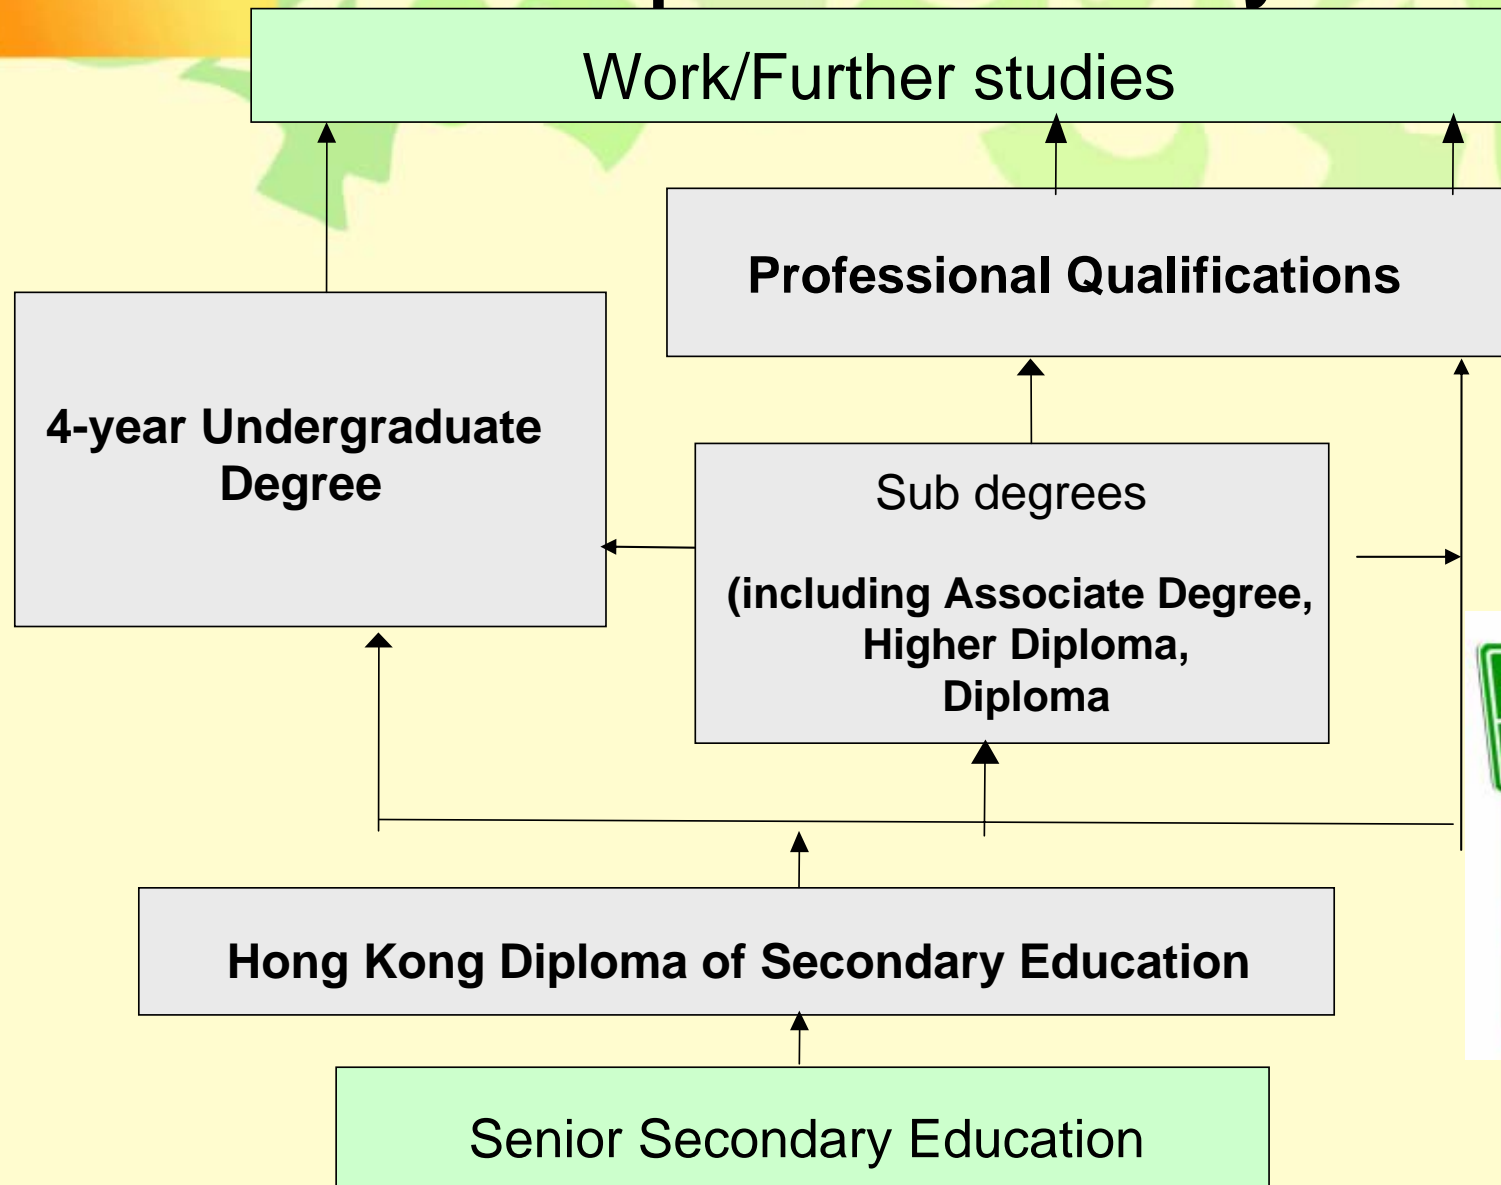 Work/Further studies
Professional Qualifications
4-year Undergraduate
Degree
Sub degrees
(including Associate Degree,
Higher Diploma,
Diploma
Hong Kong Diploma of Secondary Education
Senior Secondary Education